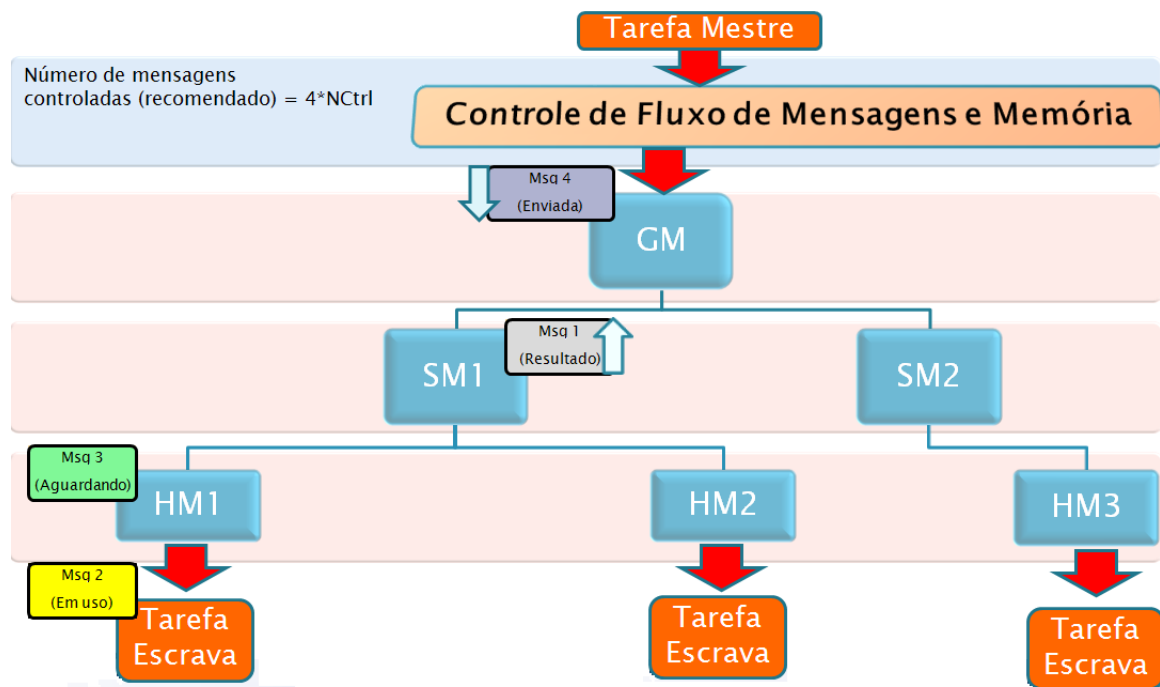 Tarefa Mestre
Número de mensagens
controladas (recomendado) = 4*NCtrl
Controle de Fluxo de Mensagens e Memória
Msg 4
(Enviada)
GM
Msg 1
(Resultado)
SM1
SM2
Msg 3
(Aguardando)
HM1
HM2
HM3
Msg 2
(Em uso)
Tarefa
Escrava
Tarefa
Escrava
Tarefa
Escrava